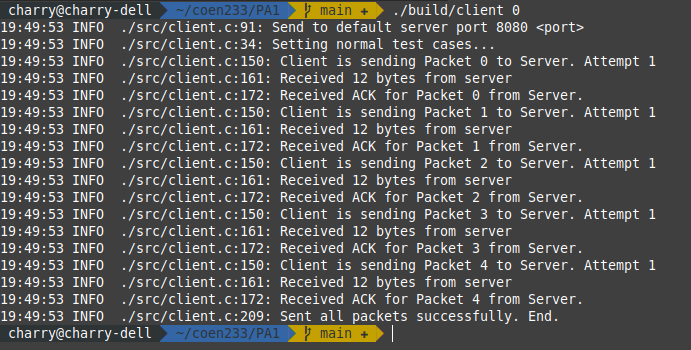 charry@charry-dell ~/coen233/PA1 main + ./build/client 0
19:49:53 INFO ./src/client.c:91: Send to default server port 8080 <port>
19:49:53 INFO ./src/client.c:34: Setting normal test cases...
19:49:53 INFO ./src/client.c:150: Client is sending Packet 0 to Server. Attempt 1
19:49:53 INFO ./src/client.c:161: Received 12 bytes from server
19:49:53 INFO ./src/client.c:172: Received ACK for Packet 0 from Server.
19:49:53 INFO ./src/client.c:150: Client is sending Packet 1 to Server. Attempt 1
19:49:53 INFO ./src/client.c:161: Received 12 bytes from server
19:49:53 INFO ./src/client.c:172: Received ACK for Packet 1 from Server.
19:49:53 INFO ./src/client.c:150: Client is sending Packet 2 to Server. Attempt 1
19:49:53 INFO ./src/client.c:161: Received 12 bytes from server
19:49:53 INFO ./src/client.c:172: Received ACK for Packet 2 from Server.
19:49:53 INFO ./src/client.c:150: Client is sending Packet 3 to Server. Attempt 1
19:49:53 INFO ./src/client.c:161: Received 12 bytes from server
19:49:53 INFO ./src/client.c:172: Received ACK for Packet 3 from Server.
19:49:53 INFO ./src/client.c:150: Client is sending Packet 4 to Server. Attempt 1
19:49:53 INFO ./src/client.c:161: Received 12 bytes from server
19:49:53 INFO ./src/client.c:172: Received ACK for Packet 4 from Server.
19:49:53 INFO ./src/client.c:209: Sent all packets successfully. End.
charry@charry-dell ~/coen233/PA1 main +